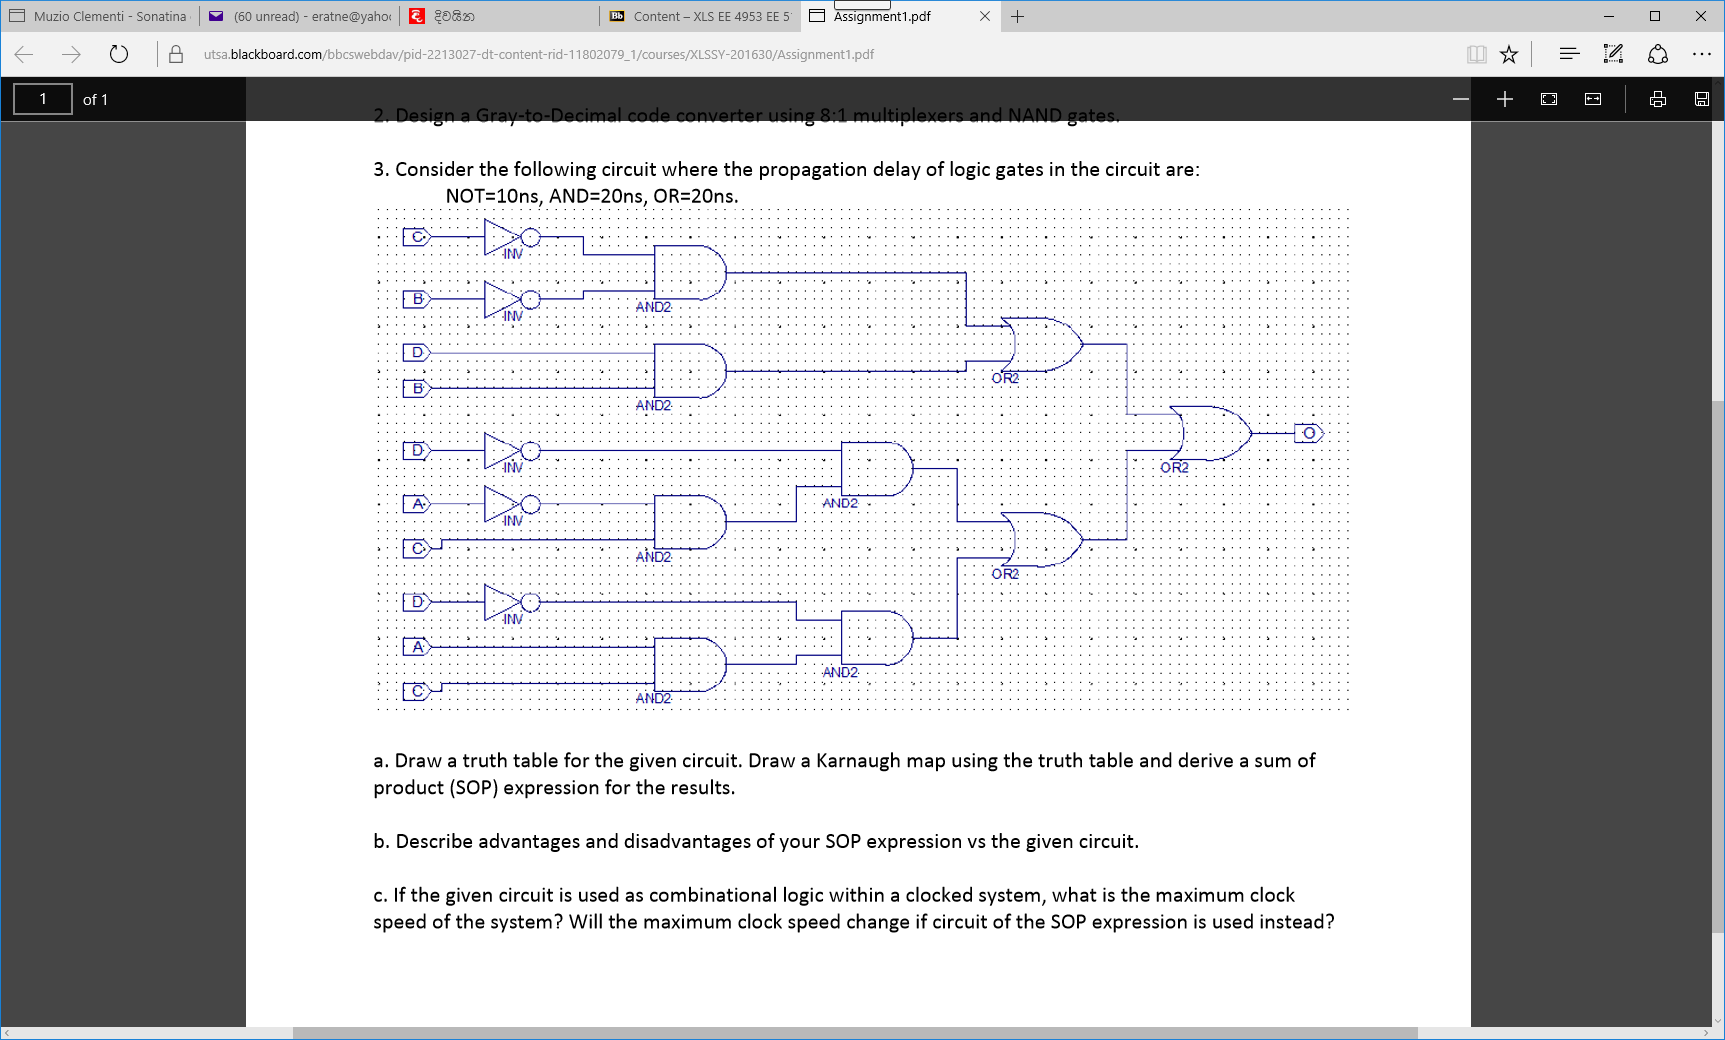 Muzio Clementi - Sonatina
(60 unread) - eratne@yahoo
දිවයින
Bb Content – XLS EE 4953 EE 5
Assignment1.pdf
utsa.blackboard.com/bbcswebdav/pid-2213027-dt-content-rid-11802079_1/courses/XLSSY-201630/Assignment1.pdf
1 of 1
2. Design a Gray-to-Decimal code converter using 8:1 multiplexers and NAND gates.
3. Consider the following circuit where the propagation delay of logic gates in the circuit are:
NOT=10ns, AND=20ns, OR=20ns.
C
INV
B
INV
AND2
D
B
AND2
OR2
D
INV
A
INV
C
AND2
AND2
OR2
O
D
INV
A
C
AND2
AND2
OR2
a. Draw a truth table for the given circuit. Draw a Karnaugh map using the truth table and derive a sum of
product (SOP) expression for the results.
b. Describe advantages and disadvantages of your SOP expression vs the given circuit.
c. If the given circuit is used as combinational logic within a clocked system, what is the maximum clock
speed of the system? Will the maximum clock speed change if circuit of the SOP expression is used instead?